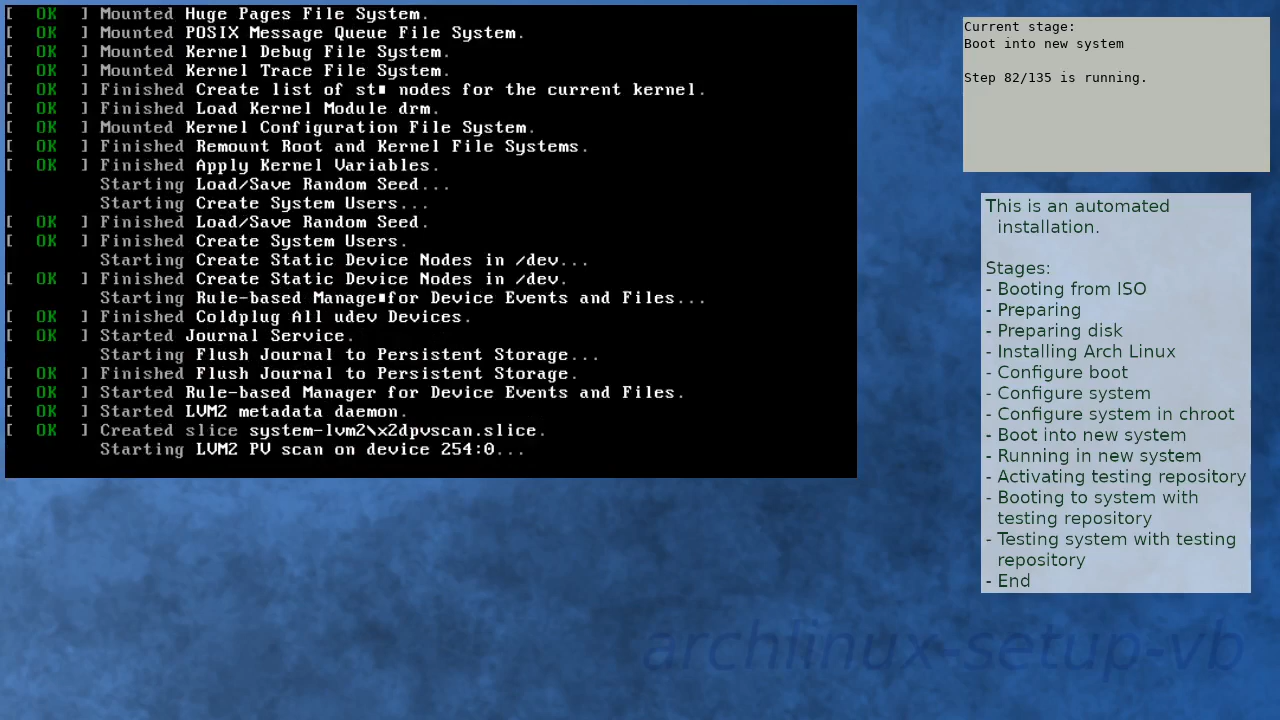 [  OK  ] Mounted Huge Pages File System.
[  OK  ] Mounted POSIX Message Queue File System.
[  OK  ] Mounted Kernel Debug File System.
[  OK  ] Mounted Kernel Trace File System.
[  OK  ] Finished Create list of st nodes for the current kernel.
[  OK  ] Finished Load Kernel Module drm.
[  OK  ] Mounted Kernel Configuration File System.
[  OK  ] Finished Remount Root and Kernel File Systems.
[  OK  ] Finished Apply Kernel Variables.
Starting Load/Save Random Seed...
Starting Create System Users...
[  OK  ] Finished Load/Save Random Seed.
[  OK  ] Finished Create System Users.
Starting Create Static Device Nodes in /dev...
[  OK  ] Finished Create Static Device Nodes in /dev.
Starting Rule-based Manage for Device Events and Files...
[  OK  ] Finished Coldplug All udev Devices.
[  OK  ] Started Journal Service.
Starting Flush Journal to Persistent Storage...
[  OK  ] Finished Flush Journal to Persistent Storage.
[  OK  ] Started Rule-based Manager for Device Events and Files.
[  OK  ] Started LVM2 metadata daemon.
[  OK  ] Created slice system-lvm2\x2dpvscan.slice.
Starting LVM2 PV scan on device 254:0...
Current stage:
Boot into new system
Step 82/135 is running.
This is an automated
installation.
Stages:
- Booting from ISO
- Preparing
- Preparing disk
- Installing Arch Linux
- Configure boot
- Configure system
- Configure system in chroot
- Boot into new system
- Running in new system
- Activating testing repository
- Booting to system with
testing repository
- Testing system with testing
repository
- End
archlinux-setup-vb